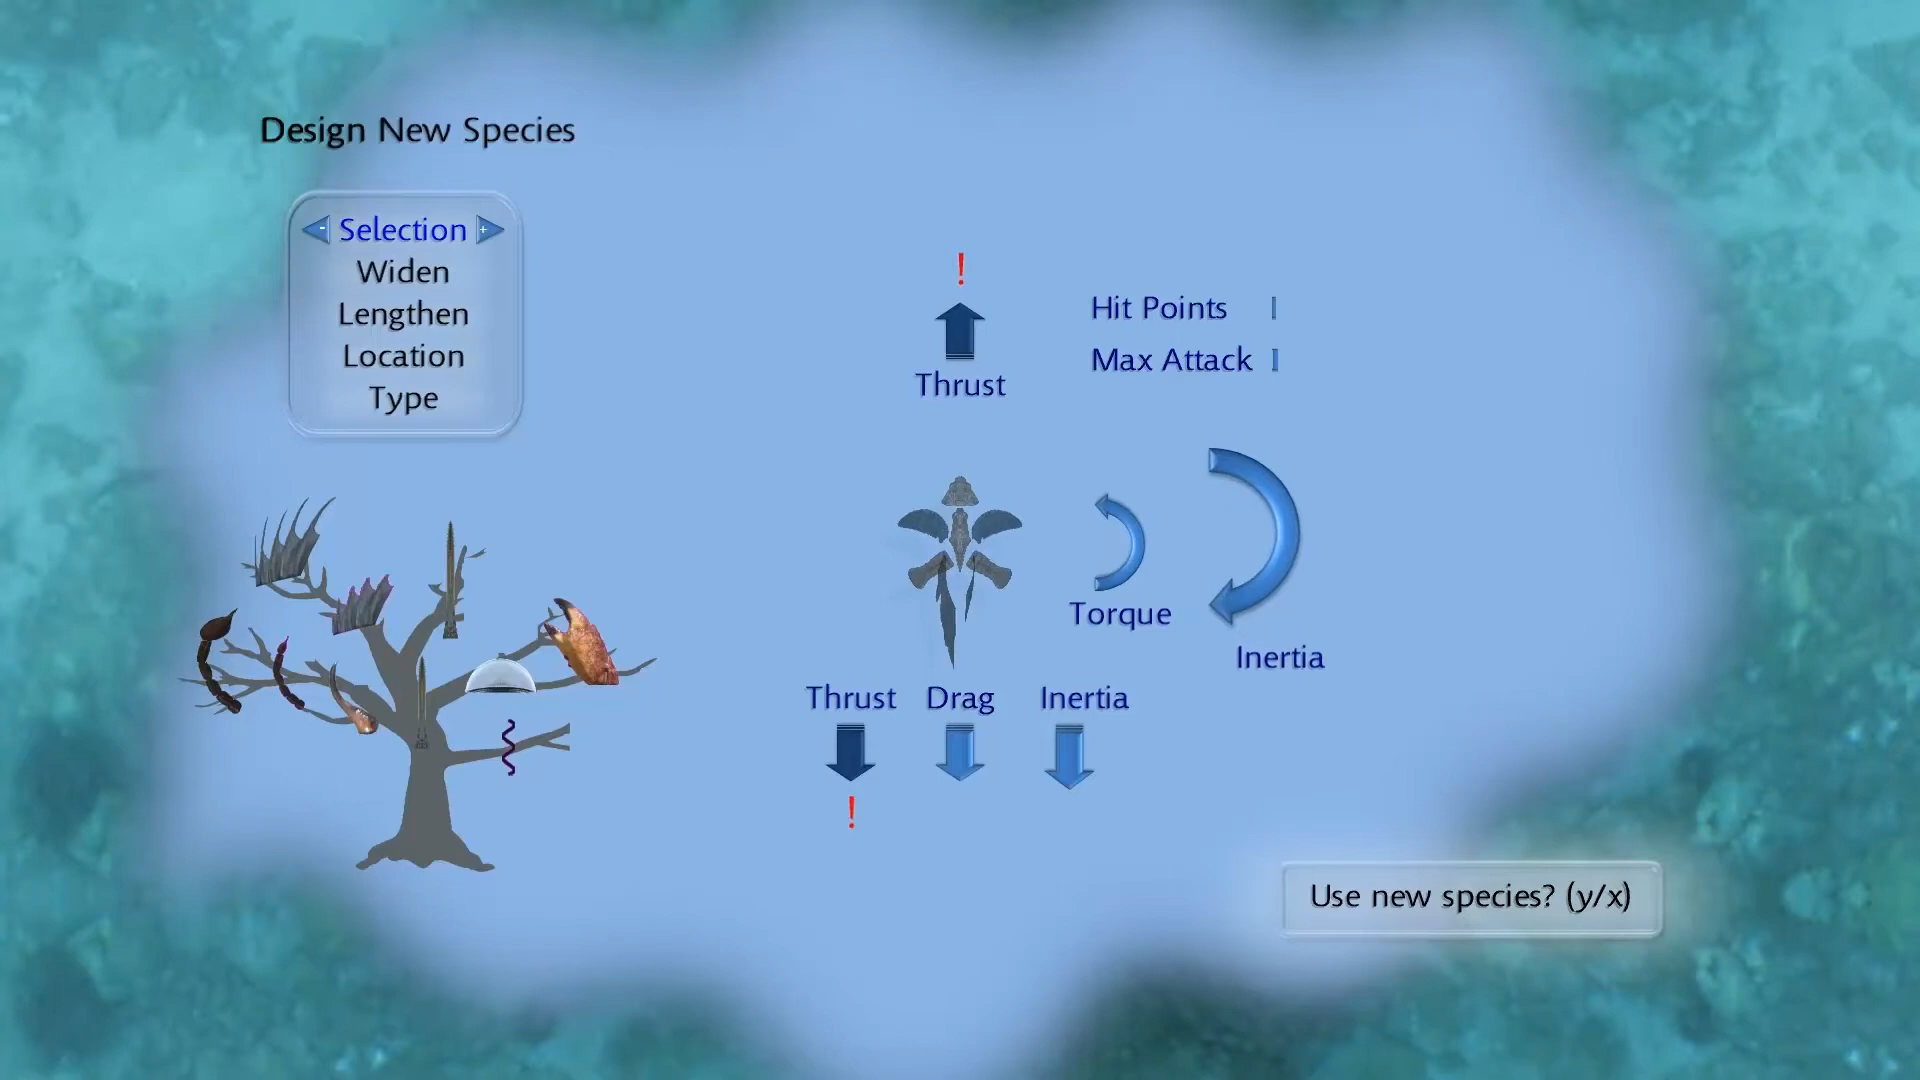 Design New Species
- Selection +
Widen
Lengthen
Location
Type
!
Thrust
Hit Points
Max Attack
Torque
Inertia
Thrust Drag Inertia
!
Use new species? (y/x)